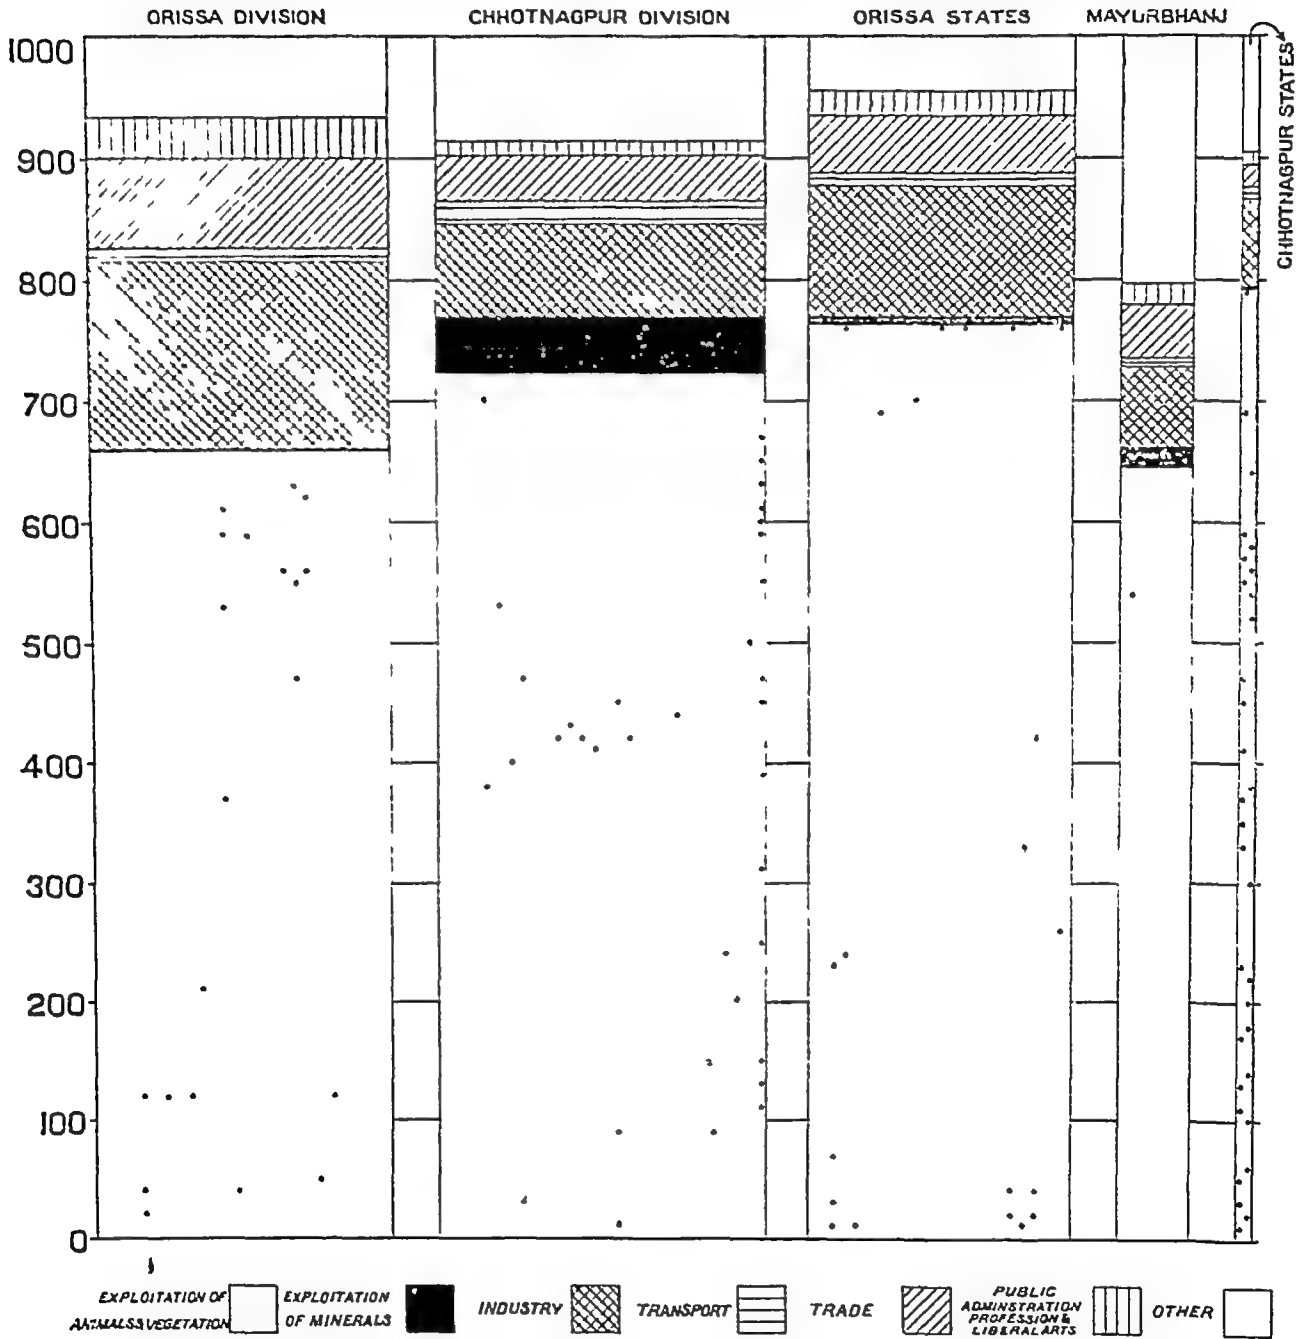 ORISSA DIVISION CHHOTNAGPUR DIVISION ORISSA STATES MAYURBHANJ
CHHOTNAGPUR STATES
1000
900
800
700
600
500
400
300
200
100
0
EXPLOITATION OF
ANIMALS & VEGETATION
EXPLOITATION
OF MINERALS
INDUSTRY
TRANSPORT
TRADE
PUBLIC
ADMINSTRATION
PROFESSION &
LIBERAL ARTS
OTHER